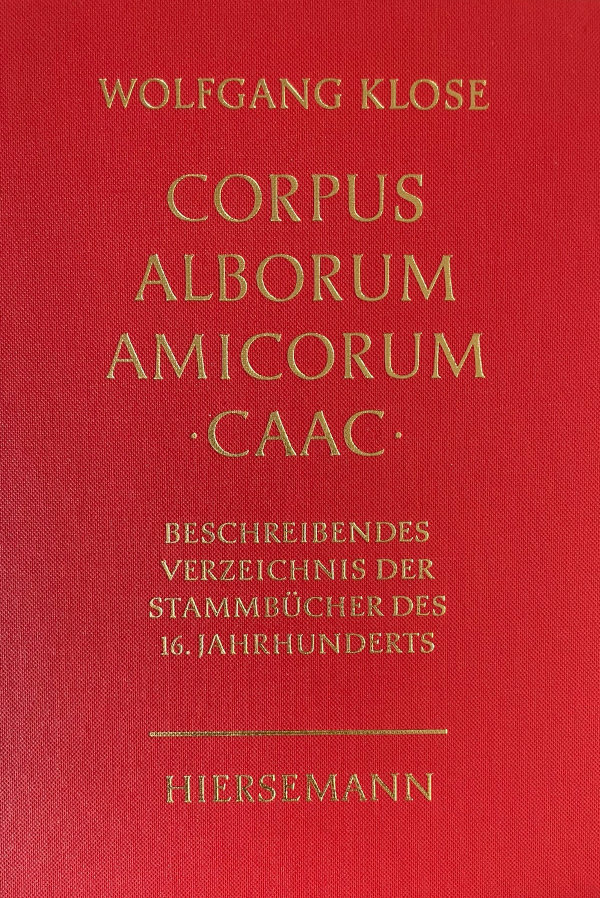 WOLFGANG KLOSE
CORPUS
ALBORUM
AMICORUM
·CAAC·
BESCHREIBENDES
VERZEICHNIS DER
STAMMBÜCHER DES
16. JAHRHUNDERTS
HIERSEMANN